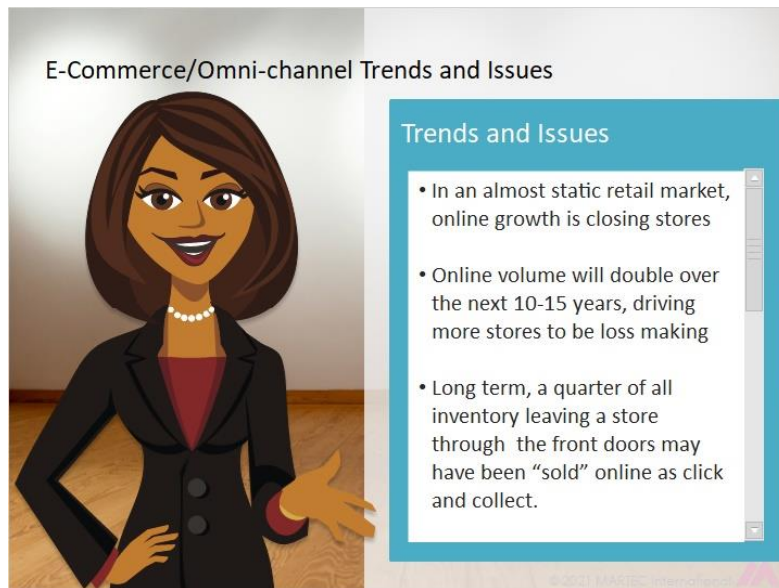 E-Commerce/Omni-channel Trends and Issues
Trends and Issues
• In an almost static retail market,
online growth is closing stores
• Online volume will double over
the next 10-15 years, driving
more stores to be loss making
• Long term, a quarter of all
inventory leaving a store
through the front doors may
have been “sold” online as click
and collect.
© 2021 MARTEC International